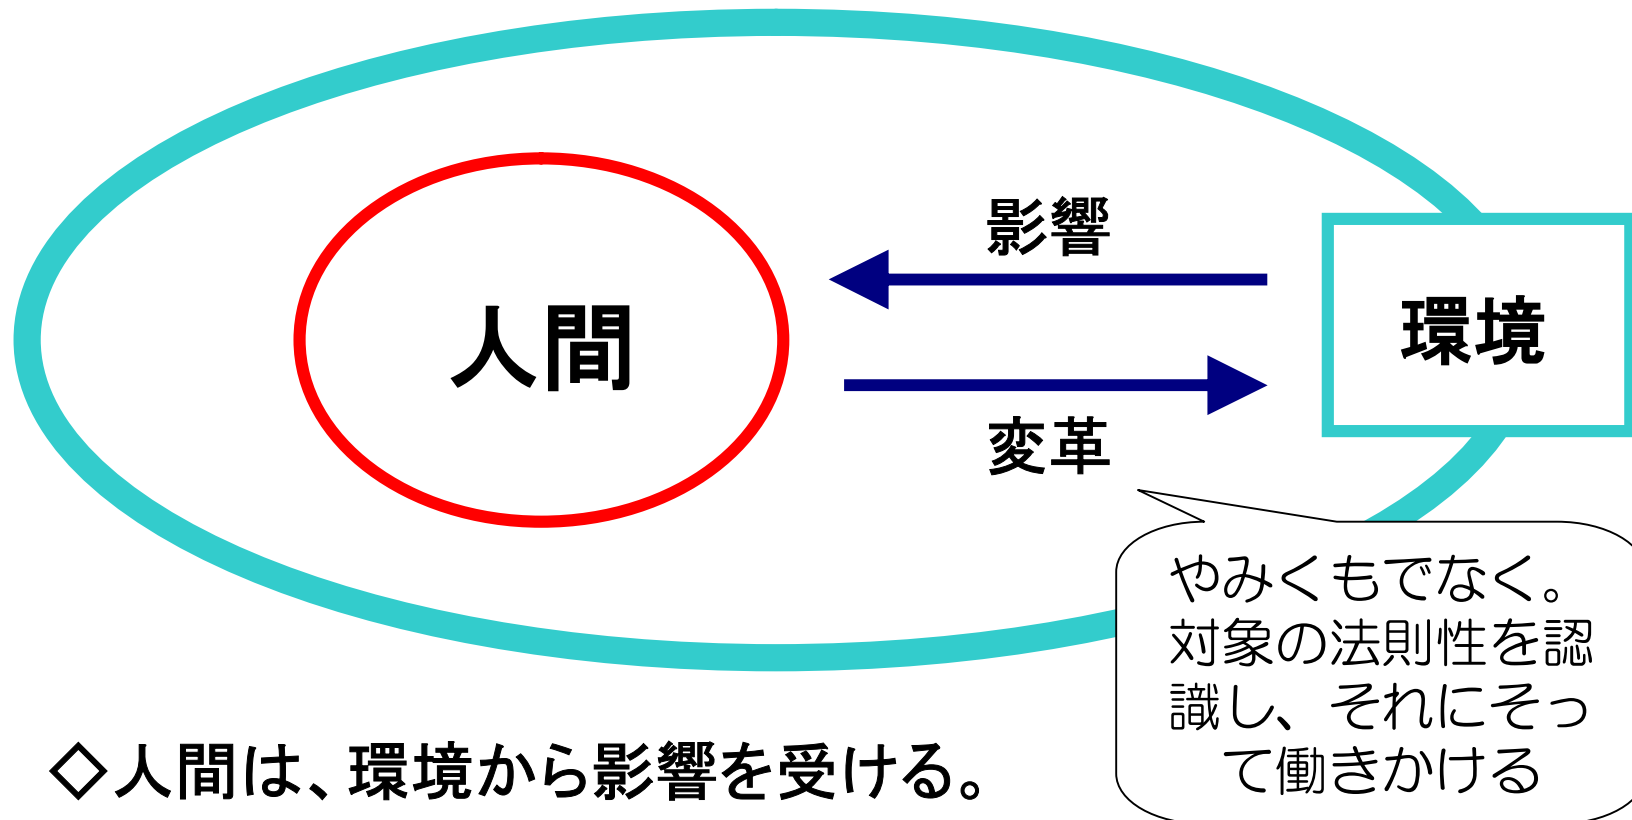 影響
人間
環境
変革
やみくもでなく。
対象の法則性を認
識し、それにそっ
て働きかける
◇人間は、環境から影響を受ける。